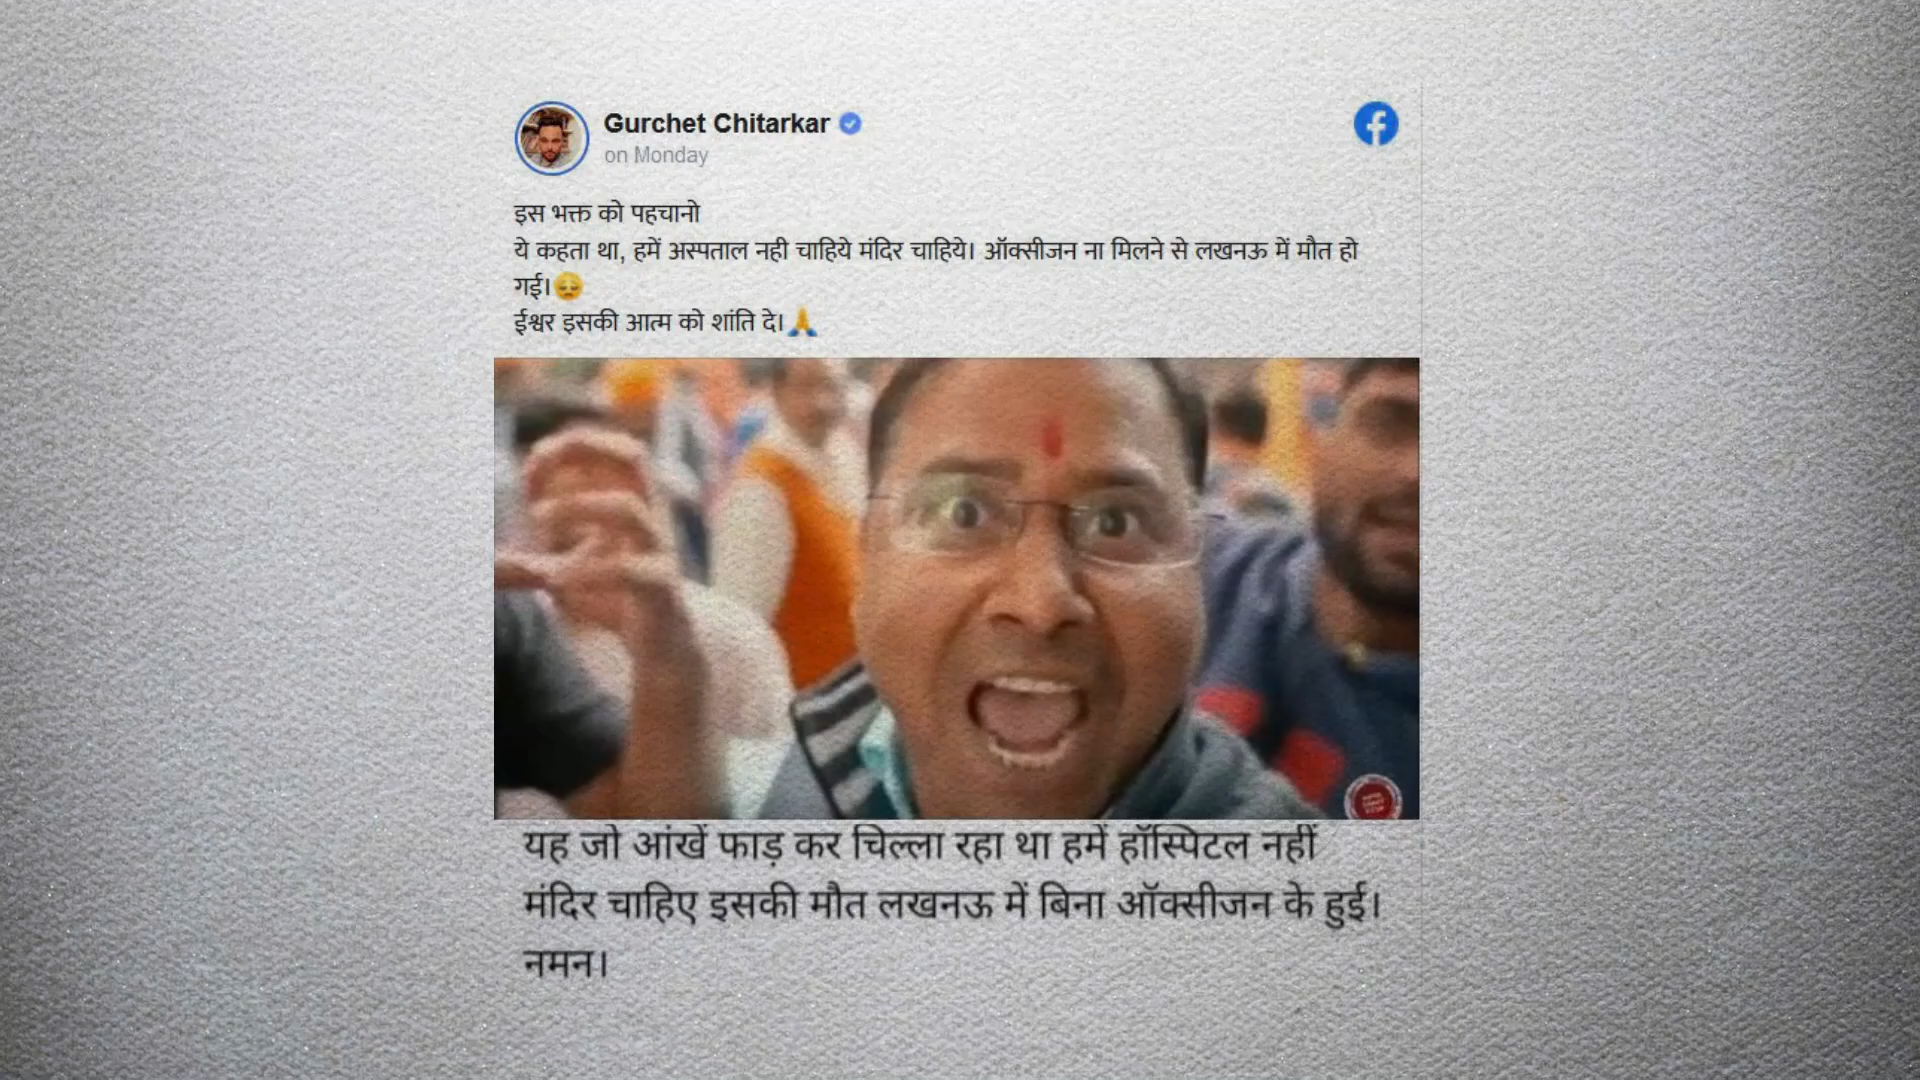 Gurchet Chitarkar
on Monday
इस भक्त को पहचानो
ये कहता था, हमें अस्पताल नही चाहिये मंदिर चाहिये। ऑक्सीजन ना मिलने से लखनऊ में मौत हो
गई।😔
ईश्वर इसकी आत्म को शांति दे।🙏
यह जो आंखें फाड़ कर चिल्ला रहा था हमें हॉस्पिटल नहीं
मंदिर चाहिए इसकी मौत लखनऊ में बिना ऑक्सीजन के हुई।
नमन।